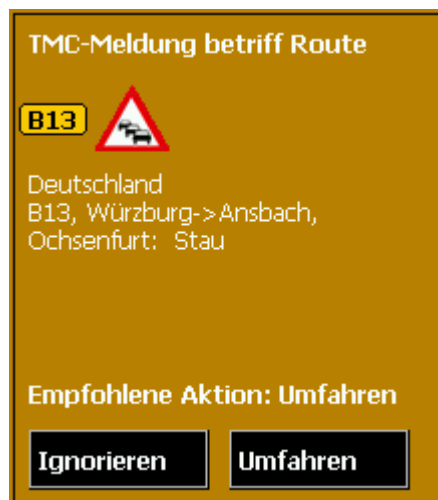 TMC-Meldung betriff Route
B13
Deutschland
B13, Würzburg->Ansbach,
Ochsenfurt: Stau
Empfohlene Aktion: Umfahren
Ignorieren Umfahren